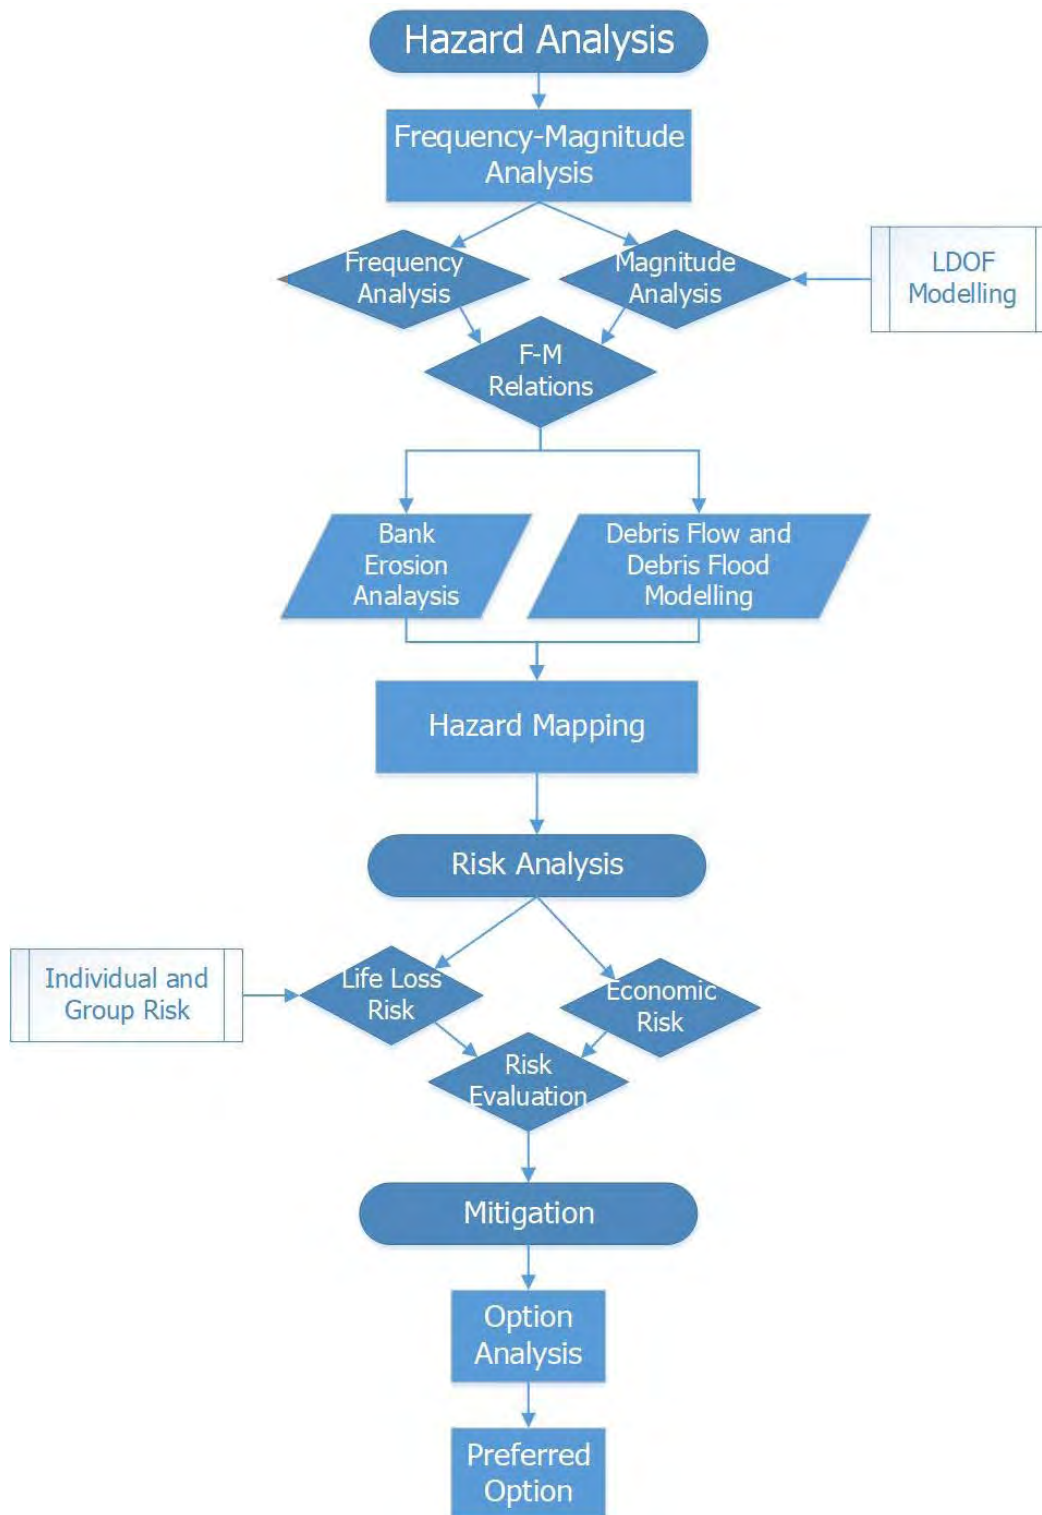 Hazard Analysis
Frequency-Magnitude
Analysis
Frequency
Analysis
Magnitude
Analysis
LDOF
Modelling
F-M
Relations
Bank
Erosion
Analaysis
Debris Flow and
Debris Flood
Modelling
Hazard Mapping
Risk Analysis
Individual and
Group Risk
Life Loss
Risk
Economic
Risk
Risk
Evaluation
Mitigation
Option
Analysis
Preferred
Option